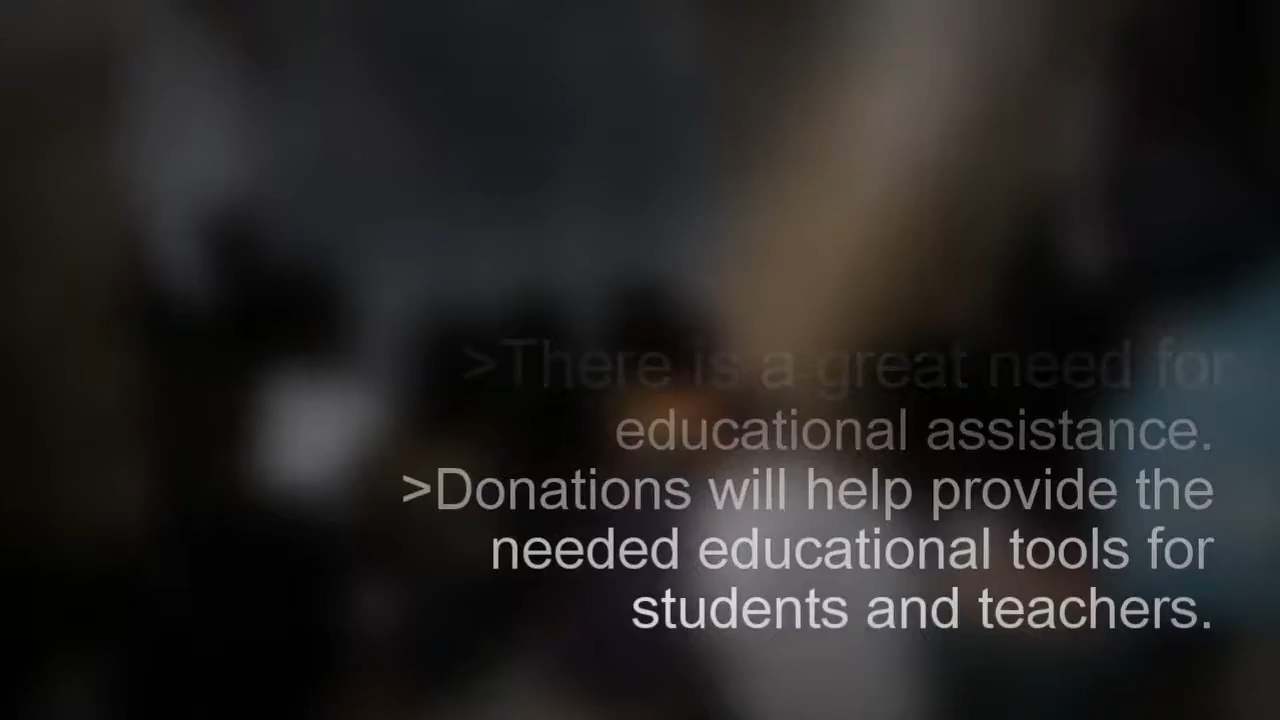 >There is a great need for
educational assistance.
>Donations will help provide the
needed educational tools for
students and teachers.